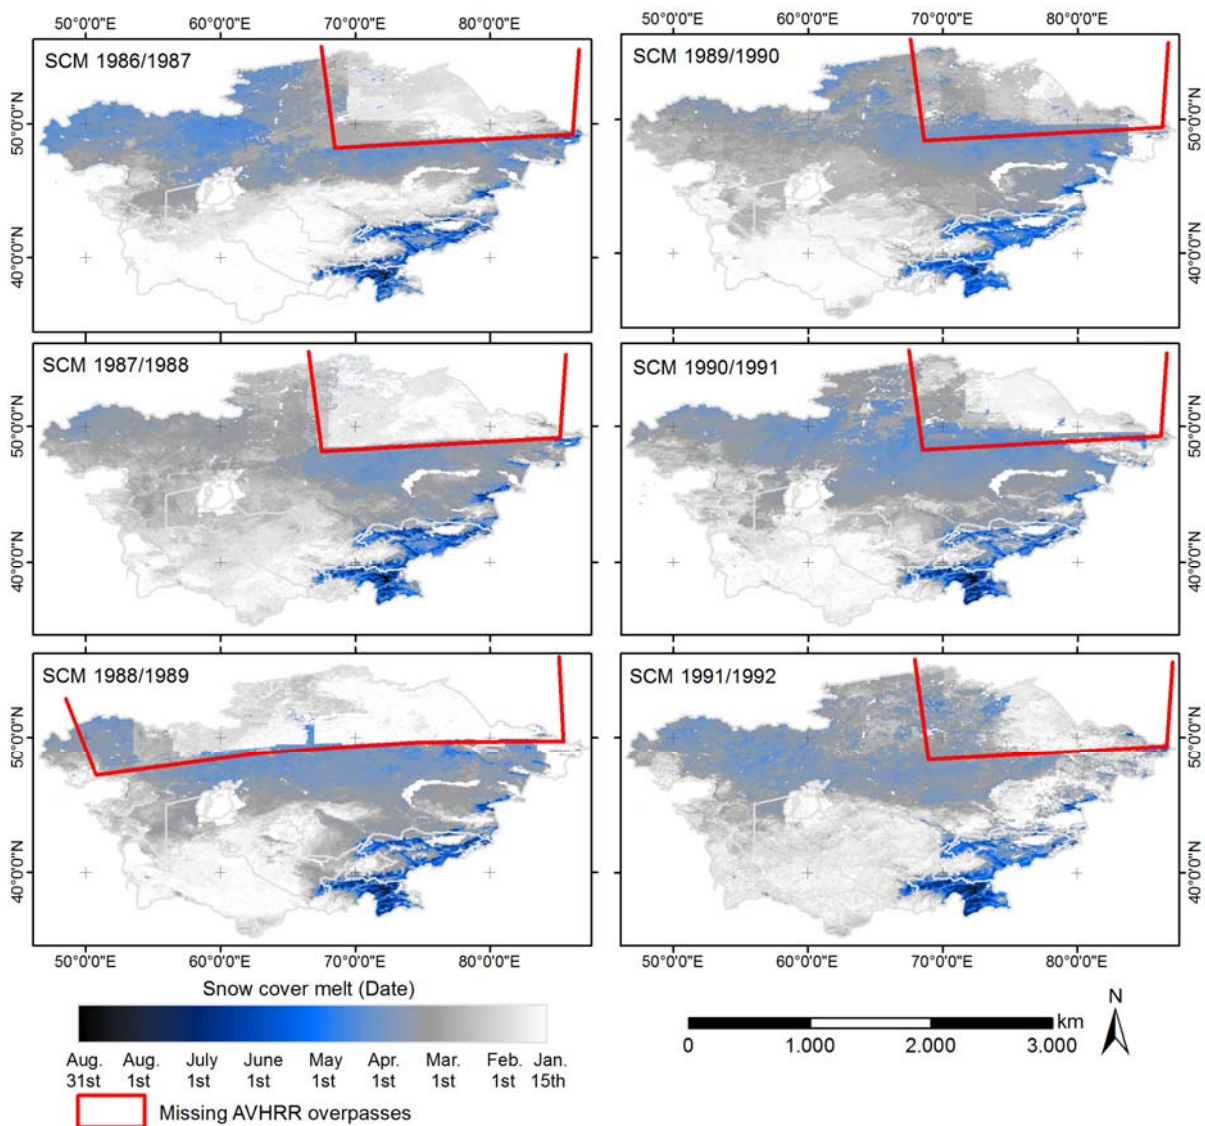 50°0'0"E 60°0'0"E 70°0'0"E 80°0'0"E
50°0'0"E 60°0'0"E 70°0'0"E 80°0'0"E
SCM 1986/1987
SCM 1989/1990
50°0'0"N
40°0'0"N
50°0'0"N
40°0'0"N
SCM 1987/1988
SCM 1990/1991
50°0'0"N
40°0'0"N
50°0'0"N
40°0'0"N
SCM 1988/1989
SCM 1991/1992
50°0'0"N
40°0'0"N
50°0'0"N
40°0'0"N
50°0'0"E 60°0'0"E 70°0'0"E 80°0'0"E
50°0'0"E 60°0'0"E 70°0'0"E 80°0'0"E
Snow cover melt (Date)
Aug. Aug. July June May Apr. Mar. Feb. Jan.
31st 1st 1st 1st 1st 1st 1st 1st 15th
Missing AVHRR overpasses
km
0 1.000 2.000 3.000
N